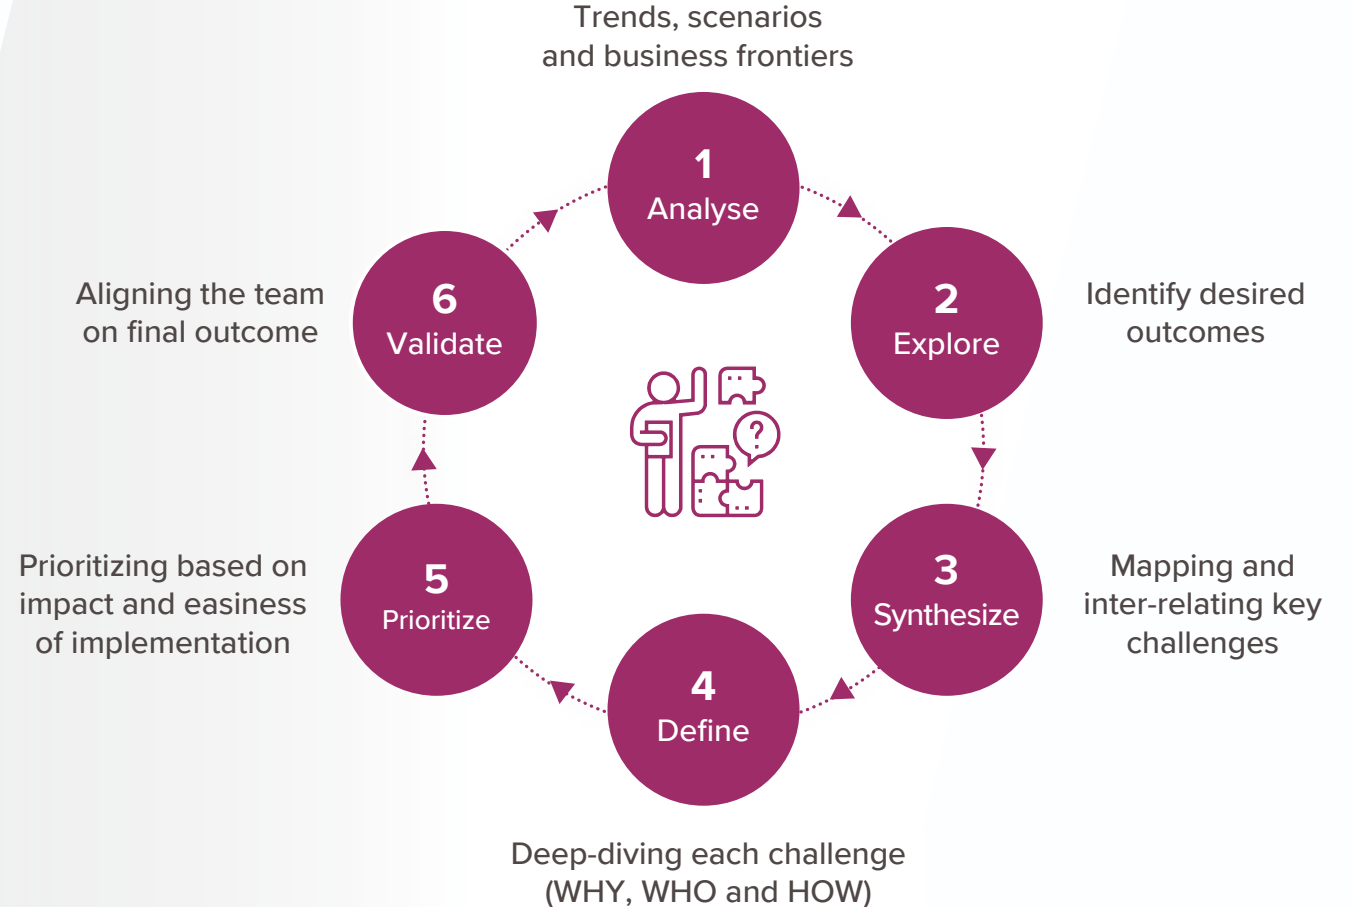 Trends, scenarios
and business frontiers
1
Analyse
2
Explore
Identify desired
outcomes
3
Synthesize
Mapping and
inter-relating key
challenges
4
Define
Deep-diving each challenge
(WHY, WHO and HOW)
5
Prioritize
Prioritizing based on
impact and easiness
of implementation
6
Validate
Aligning the team
on final outcome
?